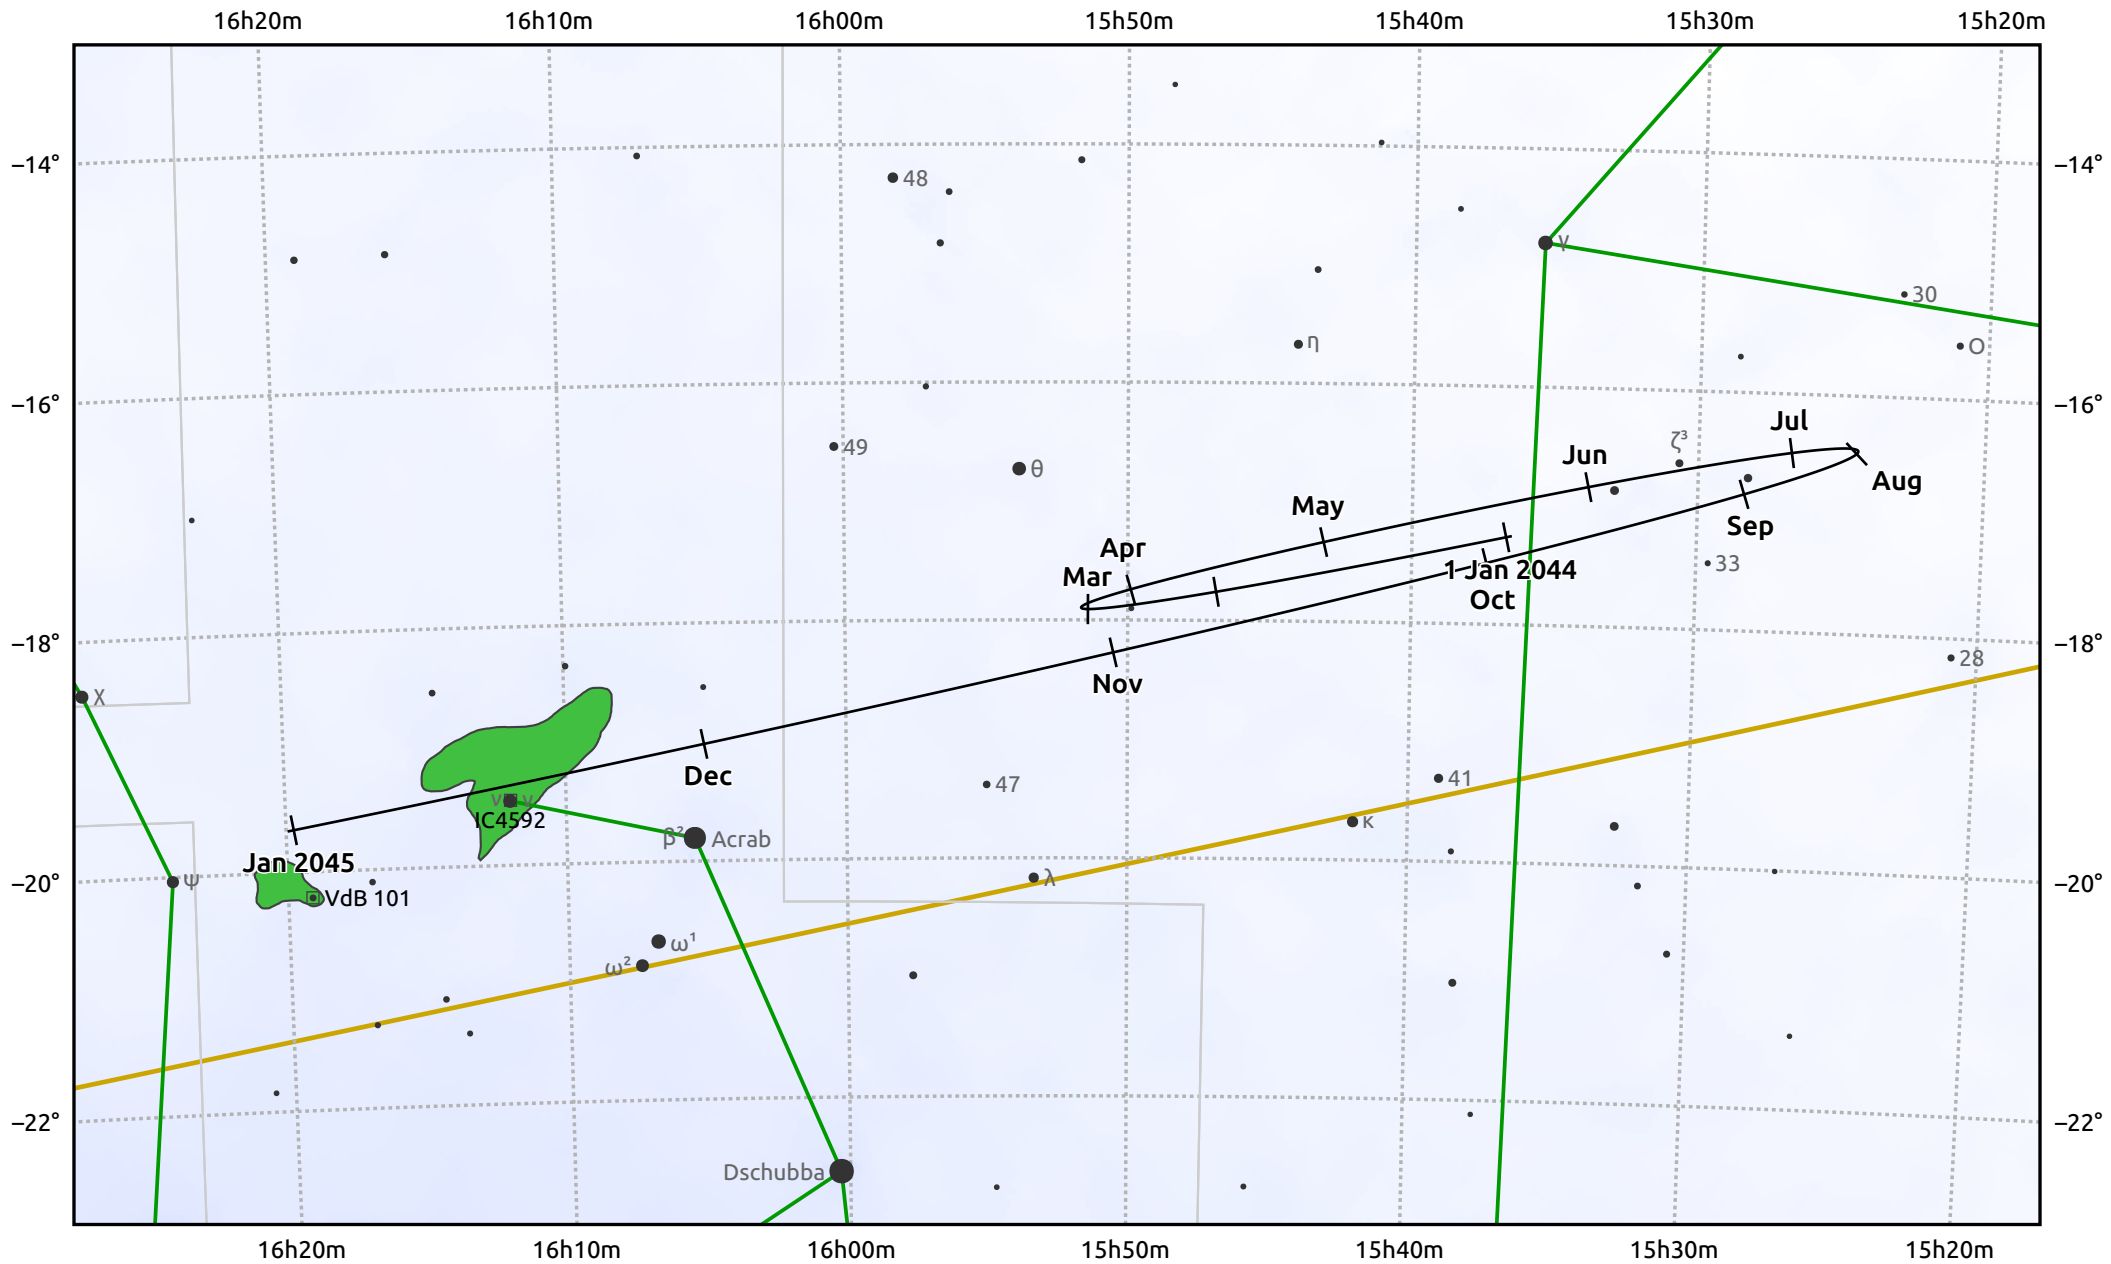 16h20m 16h10m 16h00m 15h50m 15h40m 15h30m 15h20m
−14° −14°
48
γ
30
η
O
−16° −16°
Jul
ζ³
49
Jun
θ
Aug
May
Sep
Apr
33
Mar
1 Jan 2044
Oct
−18° −18°
28
Nov
χ
Dec
41
47
ν ν
IC4592
κ
β² Acrab
Jan 2045
−20° −20°
ψ
λ
VdB 101
ω¹
ω²
−22° −22°
Dschubba
16h20m 16h10m 16h00m 15h50m 15h40m 15h30m 15h20m